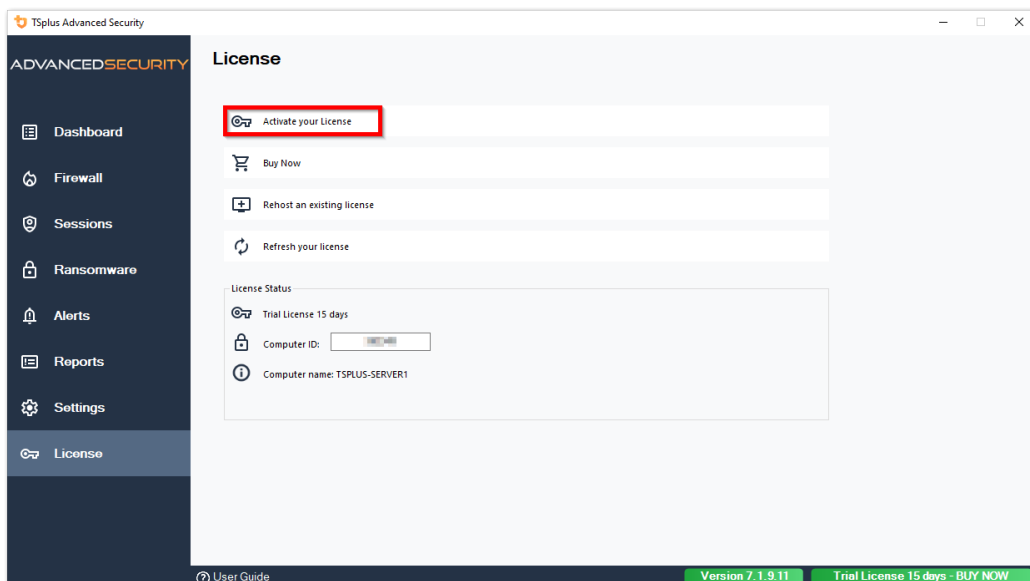 TSplus Advanced Security
ADVANCEDSECURITY
License
Dashboard
Firewall
Sessions
Ransomware
Alerts
Reports
Settings
License
Activate your License
Buy Now
Rehost an existing license
Refresh your license
License Status
Trial License 15 days
Computer ID:
Computer name: TSPLUS-SERVER1
User Guide
Version 7.1.9.11
Trial License 15 days - BUY NOW